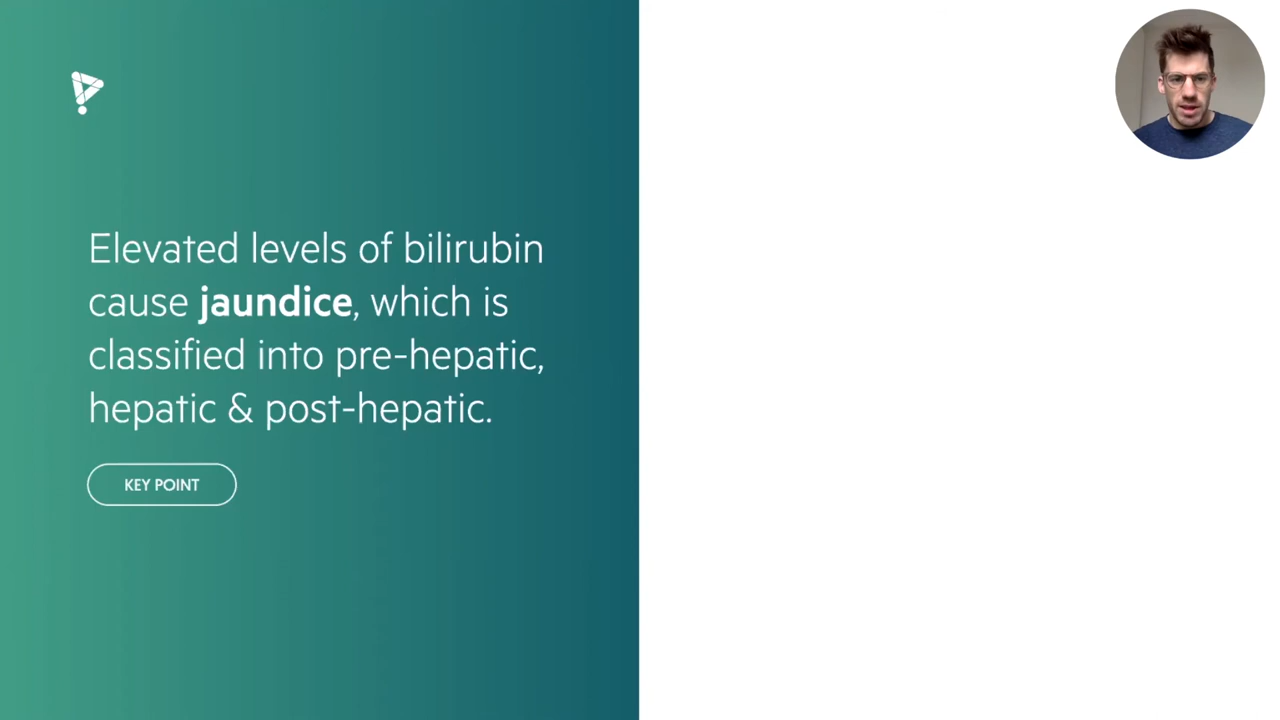 Elevated levels of bilirubin
cause jaundice, which is
classified into pre-hepatic,
hepatic & post-hepatic.
KEY POINT